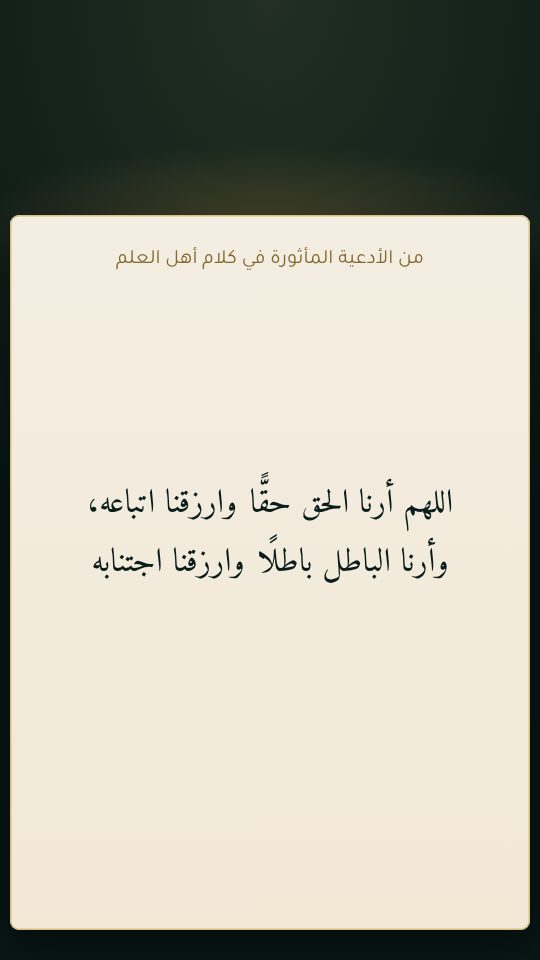 من الأدعية المأثورة في كلام أهل العلم
اللهم أرنا الحق حقًّا وارزقنا اتباعه،
وأرنا الباطل باطلًا وارزقنا اجتنابه